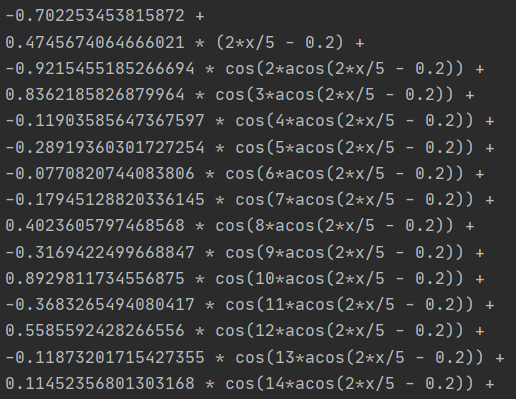 -0.702253453815872 +
0.4745674064666021 * (2*x/5 - 0.2) +
-0.9215455185266694 * cos(2*acos(2*x/5 - 0.2)) +
0.8362185826879964 * cos(3*acos(2*x/5 - 0.2)) +
-0.11903585647367597 * cos(4*acos(2*x/5 - 0.2)) +
-0.28919360301727254 * cos(5*acos(2*x/5 - 0.2)) +
-0.0770820744083806 * cos(6*acos(2*x/5 - 0.2)) +
-0.17945128820336145 * cos(7*acos(2*x/5 - 0.2)) +
0.4023605797468568 * cos(8*acos(2*x/5 - 0.2)) +
-0.3169422499668847 * cos(9*acos(2*x/5 - 0.2)) +
0.8929811734556875 * cos(10*acos(2*x/5 - 0.2)) +
-0.3683265494080417 * cos(11*acos(2*x/5 - 0.2)) +
0.5585592428266556 * cos(12*acos(2*x/5 - 0.2)) +
-0.11873201715427355 * cos(13*acos(2*x/5 - 0.2)) +
0.11452356801303168 * cos(14*acos(2*x/5 - 0.2)) +